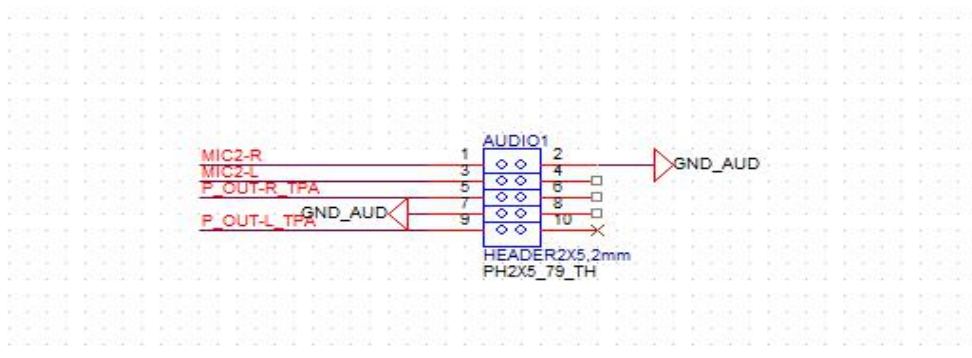 AUDIO1
MIC2-R 1 2 GND_AUD
MIC2-L 3 4
P_OUT-R_TPA 5 6
GND_AUD 7 8
P_OUT-L_TPA 9 10
HEADER2X5,2mm
PH2X5_79_TH